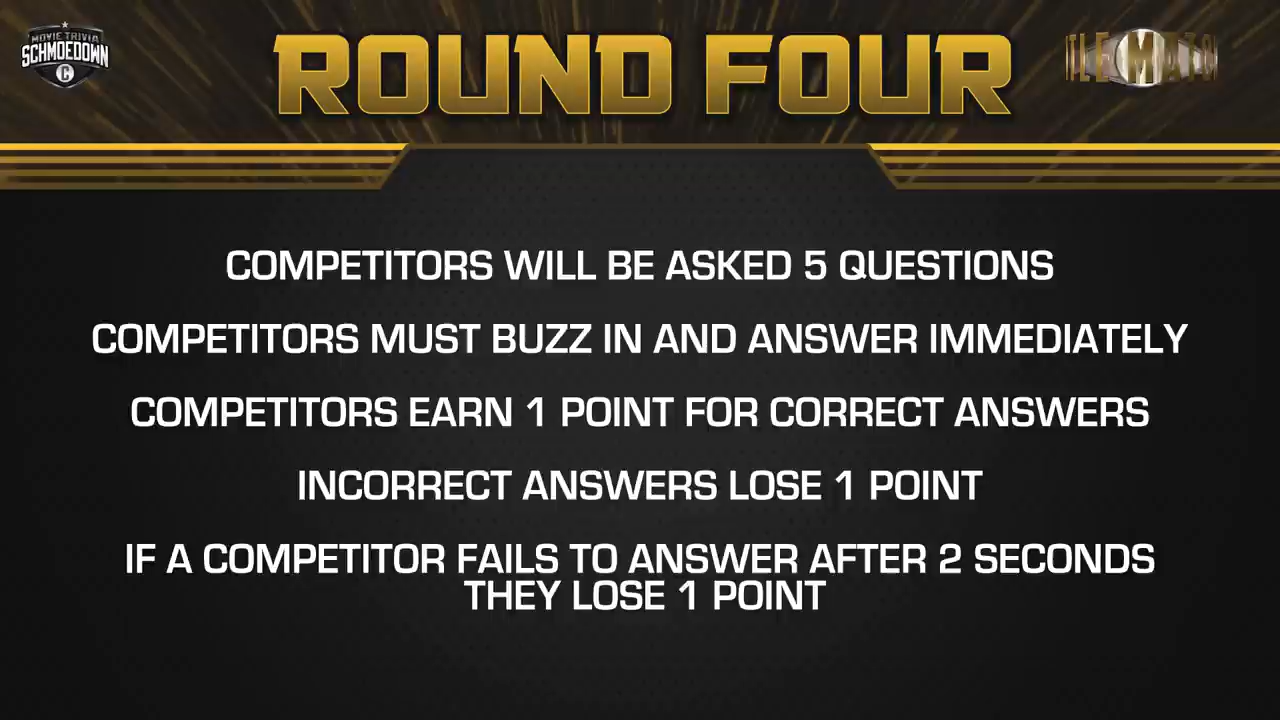 MOVIE TRIVIA
SCHMOEDOWN
C
ROUND FOUR
COMPETITORS WILL BE ASKED 5 QUESTIONS
COMPETITORS MUST BUZZ IN AND ANSWER IMMEDIATELY
COMPETITORS EARN 1 POINT FOR CORRECT ANSWERS
INCORRECT ANSWERS LOSE 1 POINT
IF A COMPETITOR FAILS TO ANSWER AFTER 2 SECONDS
THEY LOSE 1 POINT